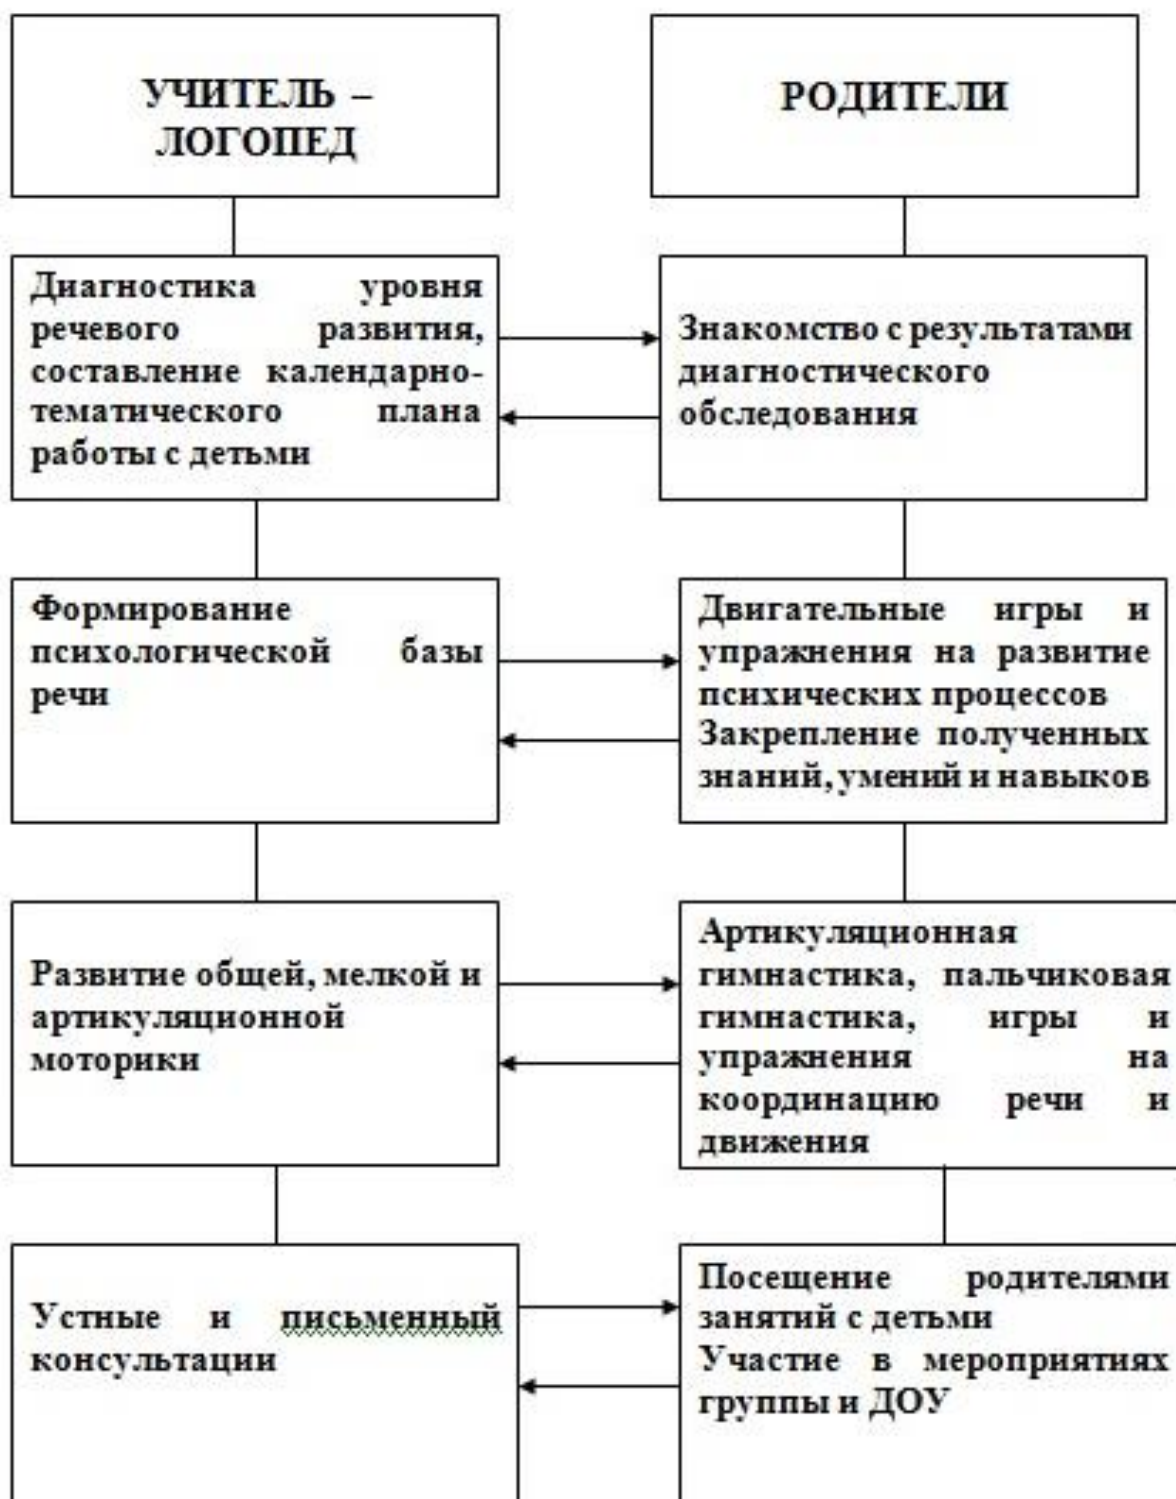 УЧИТЕЛЬ –
ЛОГОПЕД
РОДИТЕЛИ
Диагностика уровня
речевого развития,
составление календарно-
тематического плана
работы с детьми
Знакомство с результатами
диагностического
обследования
Формирование
психологической базы
речи
Двигательные игры и
упражнения на развитие
психических процессов
Закрепление полученных
знаний, умений и навыков
Развитие общей, мелкой и
артикуляционной
моторики
Артикуляционная
гимнастика, пальчиковая
гимнастика, игры и
упражнения на
координацию речи и
движения
Устные и письменный
консультации
Посещение родителями
занятий с детьми
Участие в мероприятиях
группы и ДОУ